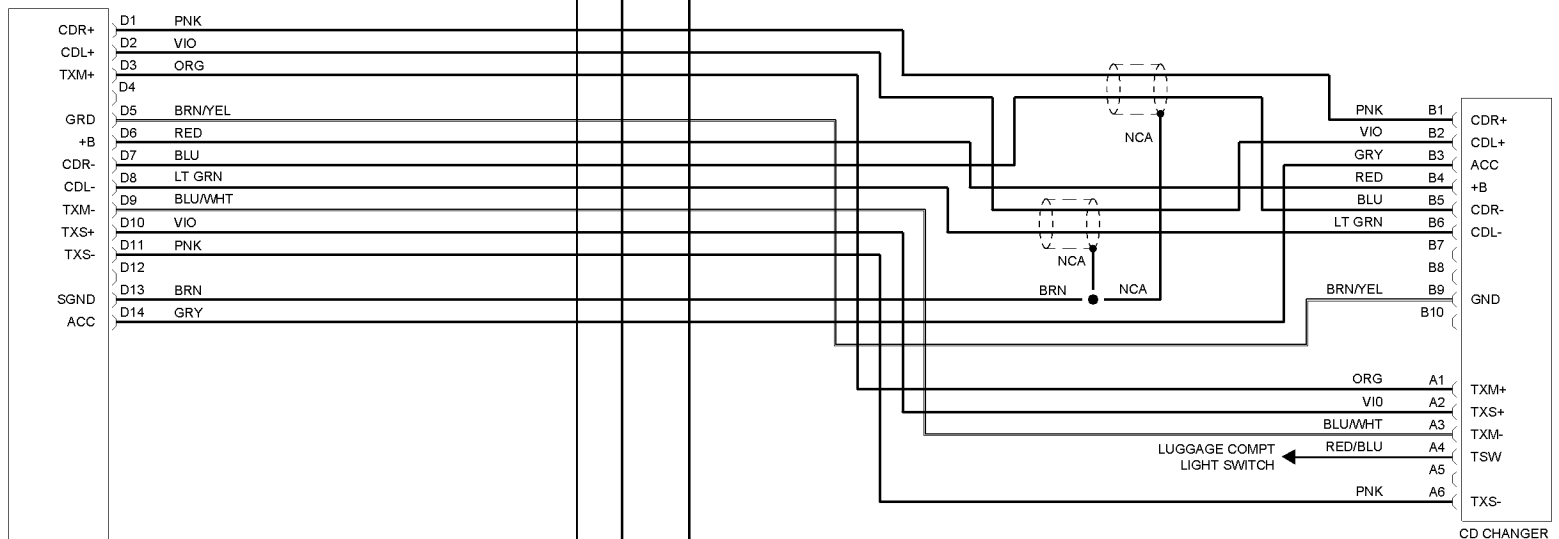 CDR+ D1 PNK
CDL+ D2 VIO
TXM+ D3 ORG
D4
GRD D5 BRN/YEL
+B D6 RED
CDR- D7 BLU
CDL- D8 LT GRN
TXM- D9 BLU/WHT
TXS+ D10 VIO
TXS- D11 PNK
D12
SGND D13 BRN
ACC D14 GRY
NCA
NCA
BRN NCA
PNK B1 CDR+
VIO B2 CDL+
GRY B3 ACC
RED B4 +B
BLU B5 CDR-
LT GRN B6 CDL-
B7
B8
BRN/YEL B9 GND
B10
ORG A1 TXM+
VI0 A2 TXS+
BLU/WHT A3 TXM-
LUGGAGE COMPT
LIGHT SWITCH
RED/BLU A4 TSW
A5
PNK A6 TXS-
CD CHANGER